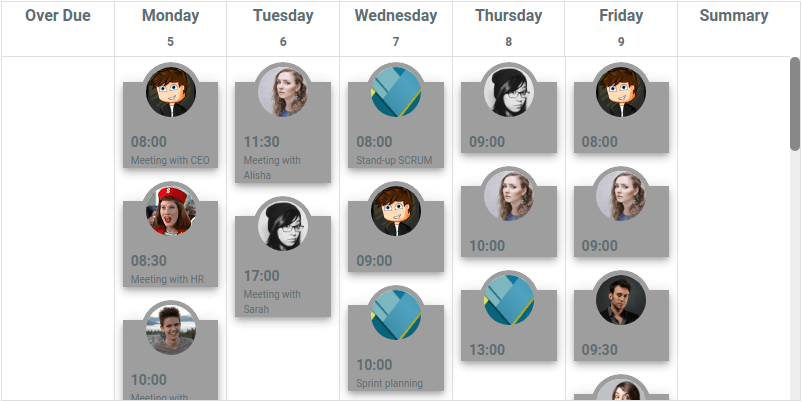 Over Due
Monday
5
Tuesday
6
Wednesday
7
Thursday
8
Friday
9
Summary
08:00
Meeting with CEO
08:30
Meeting with HR
10:00
Meeting with
11:30
Meeting with
Alisha
17:00
Meeting with
Sarah
08:00
Stand-up SCRUM
09:00
10:00
Sprint planning
09:00
10:00
13:00
08:00
09:00
09:30